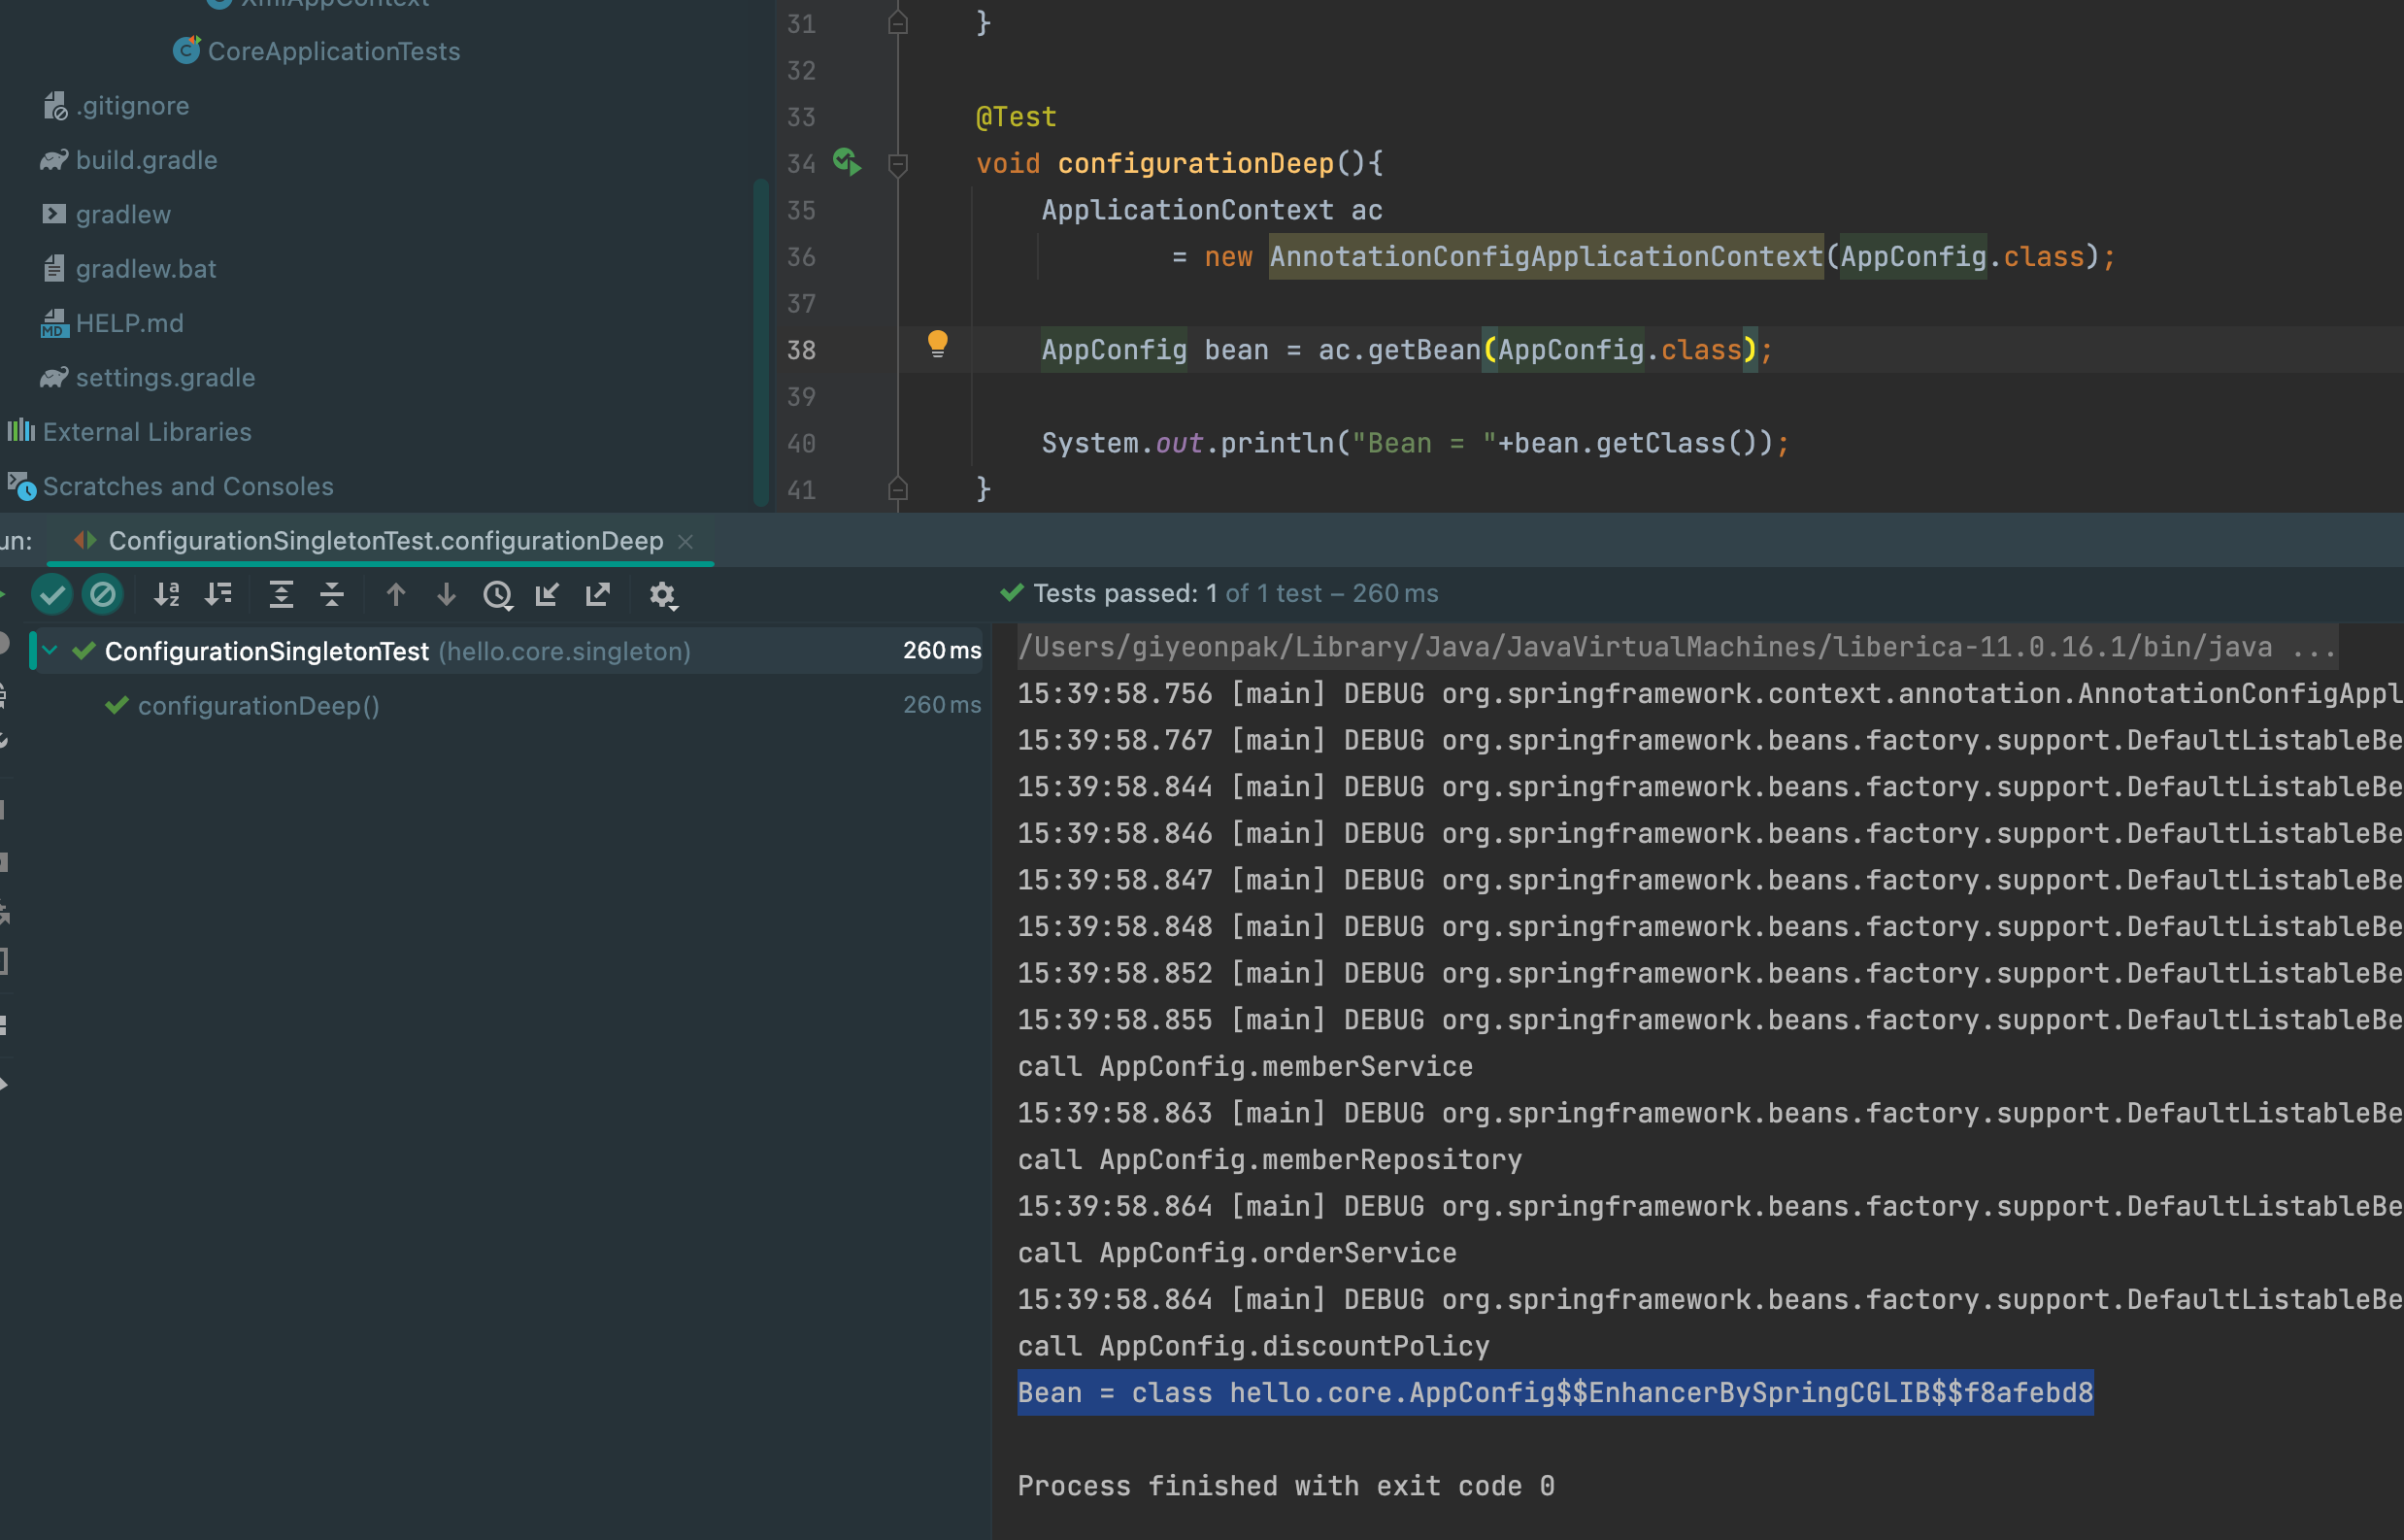 XmlAppContext
CoreApplicationTests
.gitignore
build.gradle
gradlew
gradlew.bat
HELP.md
settings.gradle
External Libraries
Scratches and Consoles
31 }
32
33 @Test
34 void configurationDeep(){
35 ApplicationContext ac
36 = new AnnotationConfigApplicationContext(AppConfig.class);
37
38 AppConfig bean = ac.getBean(AppConfig.class);
39
40 System.out.println("Bean = "+bean.getClass());
41 }
un: ConfigurationSingletonTest.configurationDeep
Tests passed: 1 of 1 test – 260 ms
ConfigurationSingletonTest (hello.core.singleton) 260 ms
configurationDeep() 260 ms
/Users/giyeonpak/Library/Java/JavaVirtualMachines/liberica-11.0.16.1/bin/java ...
15:39:58.756 [main] DEBUG org.springframework.context.annotation.AnnotationConfigAppl
15:39:58.767 [main] DEBUG org.springframework.beans.factory.support.DefaultListableBe
15:39:58.844 [main] DEBUG org.springframework.beans.factory.support.DefaultListableBe
15:39:58.846 [main] DEBUG org.springframework.beans.factory.support.DefaultListableBe
15:39:58.847 [main] DEBUG org.springframework.beans.factory.support.DefaultListableBe
15:39:58.848 [main] DEBUG org.springframework.beans.factory.support.DefaultListableBe
15:39:58.852 [main] DEBUG org.springframework.beans.factory.support.DefaultListableBe
15:39:58.855 [main] DEBUG org.springframework.beans.factory.support.DefaultListableBe
call AppConfig.memberService
15:39:58.863 [main] DEBUG org.springframework.beans.factory.support.DefaultListableBe
call AppConfig.memberRepository
15:39:58.864 [main] DEBUG org.springframework.beans.factory.support.DefaultListableBe
call AppConfig.orderService
15:39:58.864 [main] DEBUG org.springframework.beans.factory.support.DefaultListableBe
call AppConfig.discountPolicy
Bean = class hello.core.AppConfig$$EnhancerBySpringCGLIB$$f8afebd8
Process finished with exit code 0